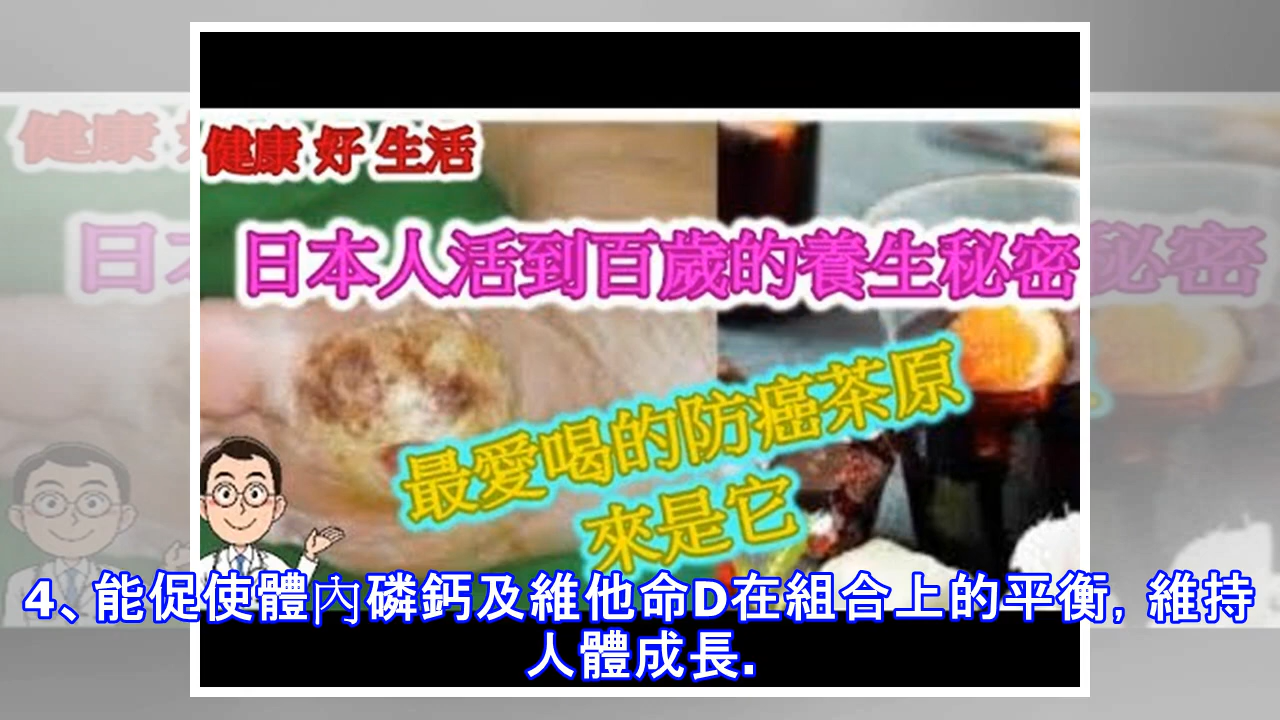 健康 好 生活
日本人活到百歲的養生秘密
最愛喝的防癌茶原
來是它
4、能促使體內磷鈣及維他命D在組合上的平衡, 維持
人體成長.